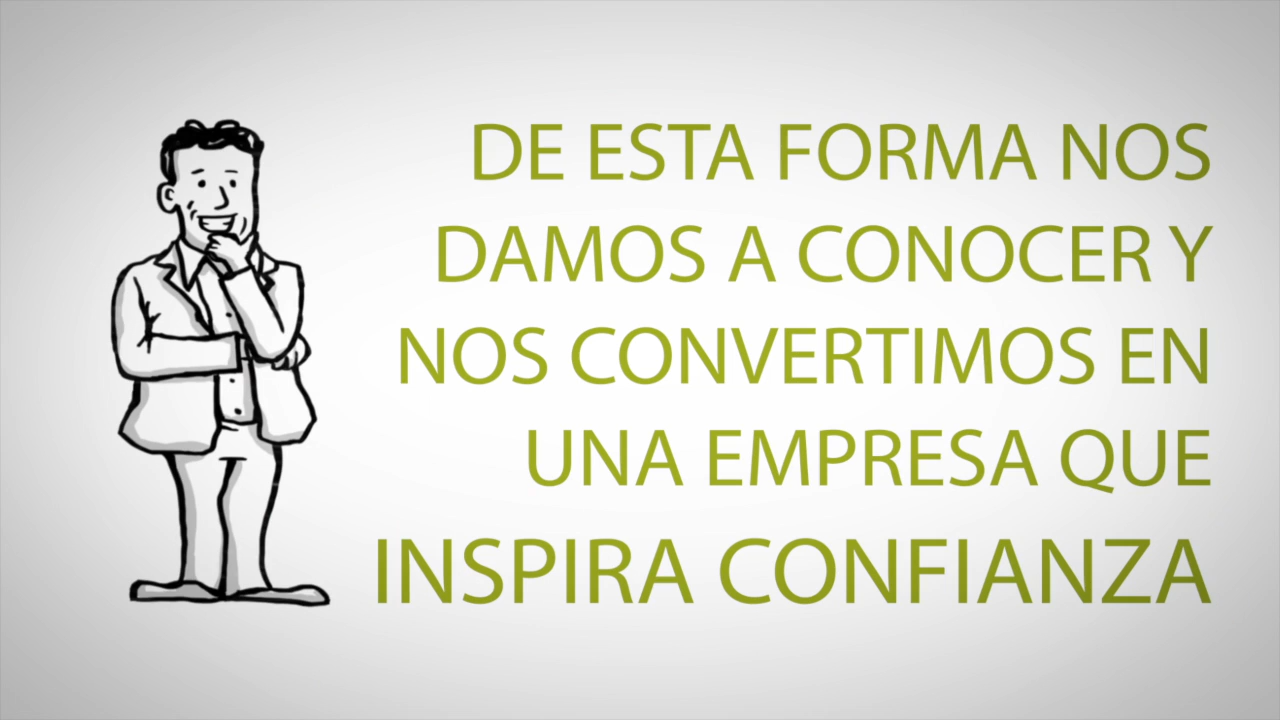 DE ESTA FORMA NOS
DAMOS A CONOCER Y
NOS CONVERTIMOS EN
UNA EMPRESA QUE
INSPIRA CONFIANZA